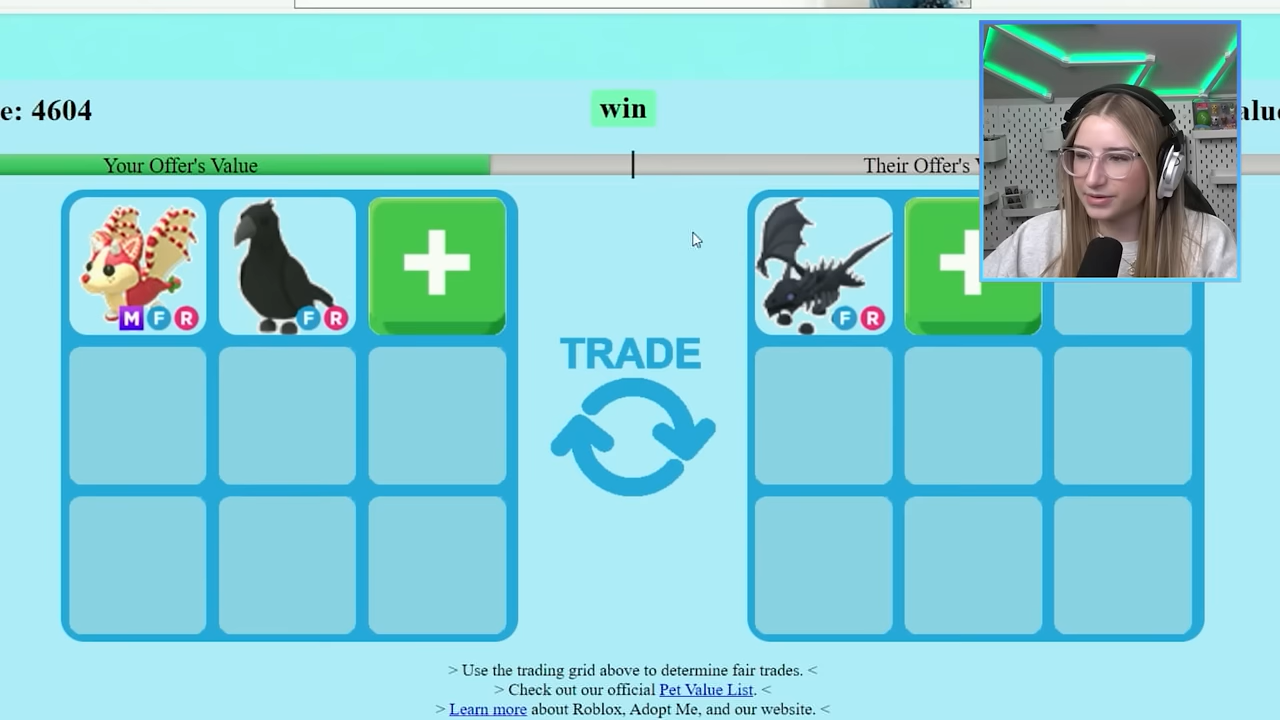 e: 4604
win
alue
Your Offer's Value
Their Offer's V
M F R
F R
F R
TRADE
> Use the trading grid above to determine fair trades. <
> Check out our official Pet Value List. <
> Learn more about Roblox, Adopt Me, and our website. <